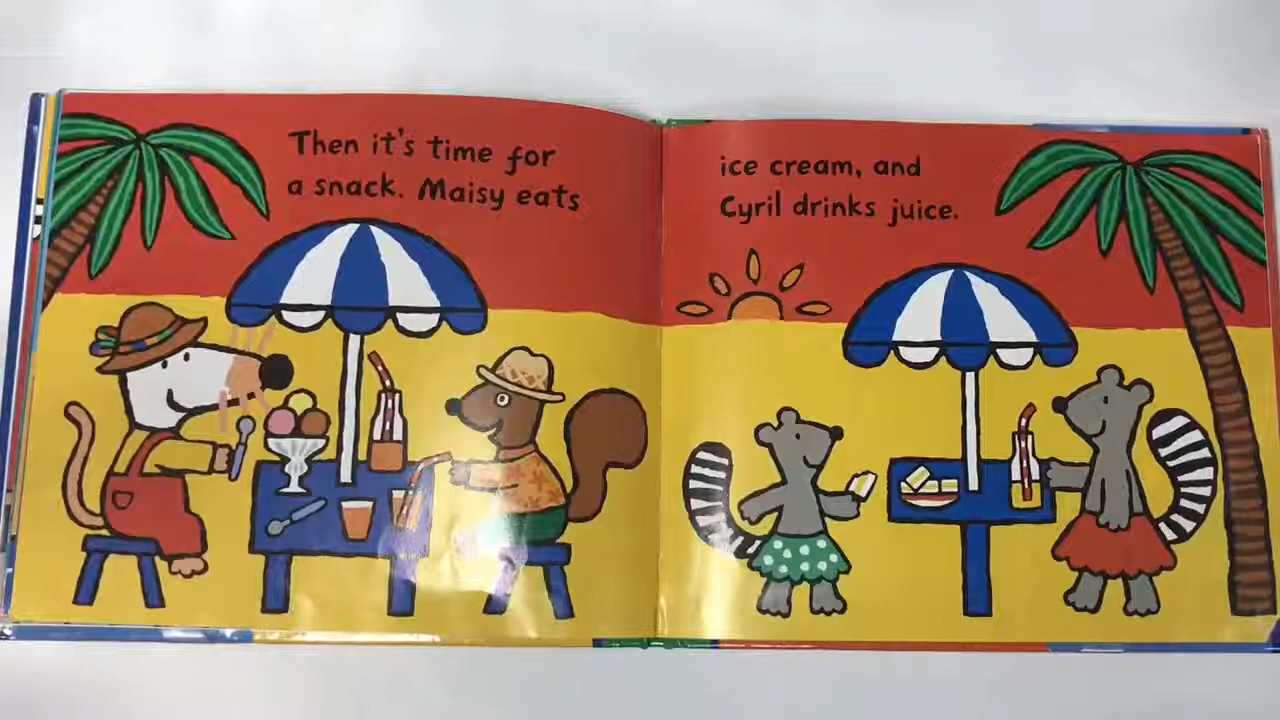 Then it's time for
a snack. Maisy eats
ice cream, and
Cyril drinks juice.